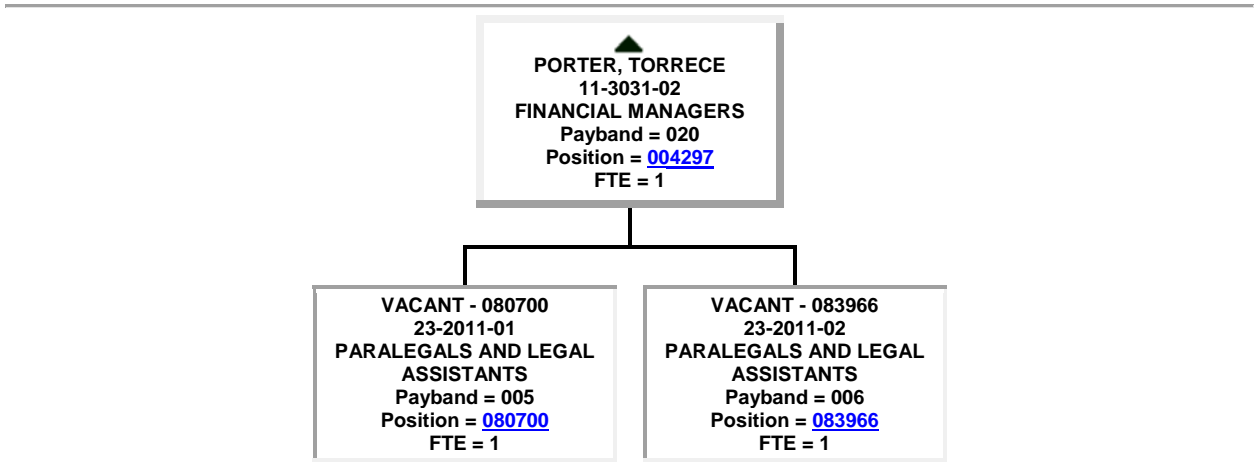 PORTER, TORRECE
11-3031-02
FINANCIAL MANAGERS
Payband = 020
Position = 004297
FTE = 1
VACANT - 080700
23-2011-01
PARALEGALS AND LEGAL
ASSISTANTS
Payband = 005
Position = 080700
FTE = 1
VACANT - 083966
23-2011-02
PARALEGALS AND LEGAL
ASSISTANTS
Payband = 006
Position = 083966
FTE = 1